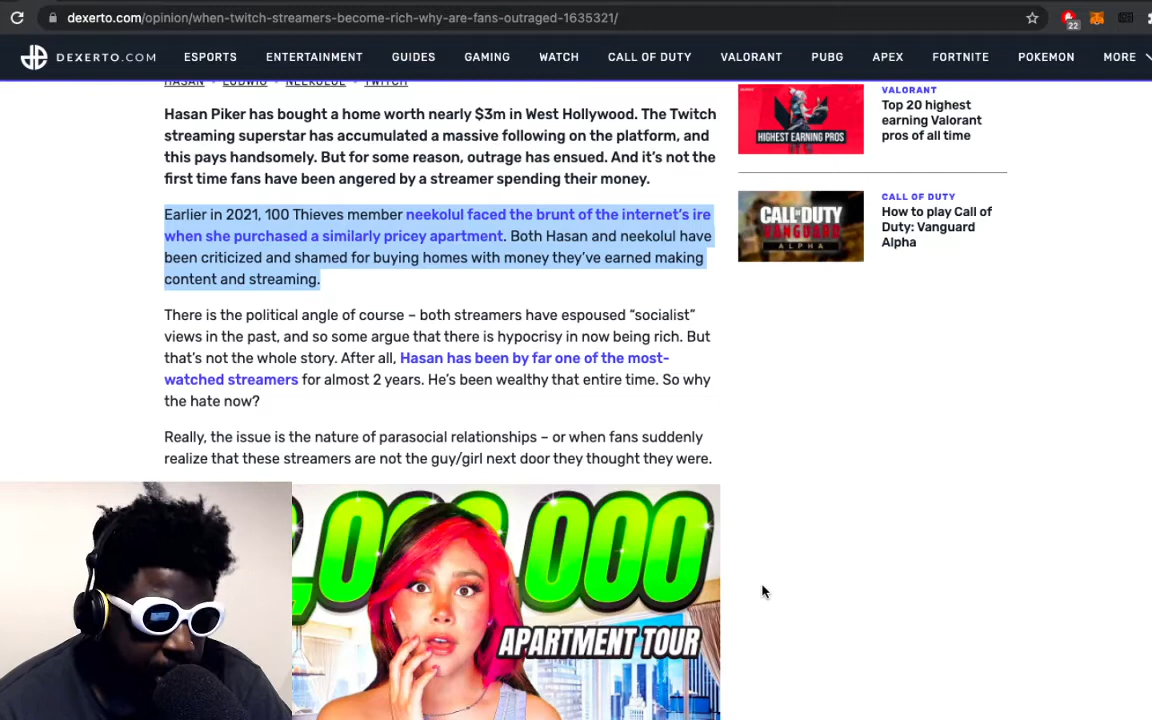 dexerto.com/opinion/when-twitch-streamers-become-rich-why-are-fans-outraged-1635321/
22
DEXERTO.COM ESPORTS ENTERTAINMENT GUIDES GAMING WATCH CALL OF DUTY VALORANT PUBG APEX FORTNITE POKEMON MORE
HASAN • LUDWIG • NEEKOLUL • TWITCH
Hasan Piker has bought a home worth nearly $3m in West Hollywood. The Twitch
streaming superstar has accumulated a massive following on the platform, and
this pays handsomely. But for some reason, outrage has ensued. And it’s not the
first time fans have been angered by a streamer spending their money.
Earlier in 2021, 100 Thieves member neekolul faced the brunt of the internet’s ire
when she purchased a similarly pricey apartment. Both Hasan and neekolul have
been criticized and shamed for buying homes with money they’ve earned making
content and streaming.
There is the political angle of course – both streamers have espoused “socialist”
views in the past, and so some argue that there is hypocrisy in now being rich. But
that’s not the whole story. After all, Hasan has been by far one of the most-
watched streamers for almost 2 years. He’s been wealthy that entire time. So why
the hate now?
Really, the issue is the nature of parasocial relationships – or when fans suddenly
realize that these streamers are not the guy/girl next door they thought they were.
,000,000
APARTMENT TOUR
HIGHEST EARNING PROS
VALORANT
Top 20 highest
earning Valorant
pros of all time
CALL OF DUTY
VANGUARD
ALPHA
CALL OF DUTY
How to play Call of
Duty: Vanguard
Alpha